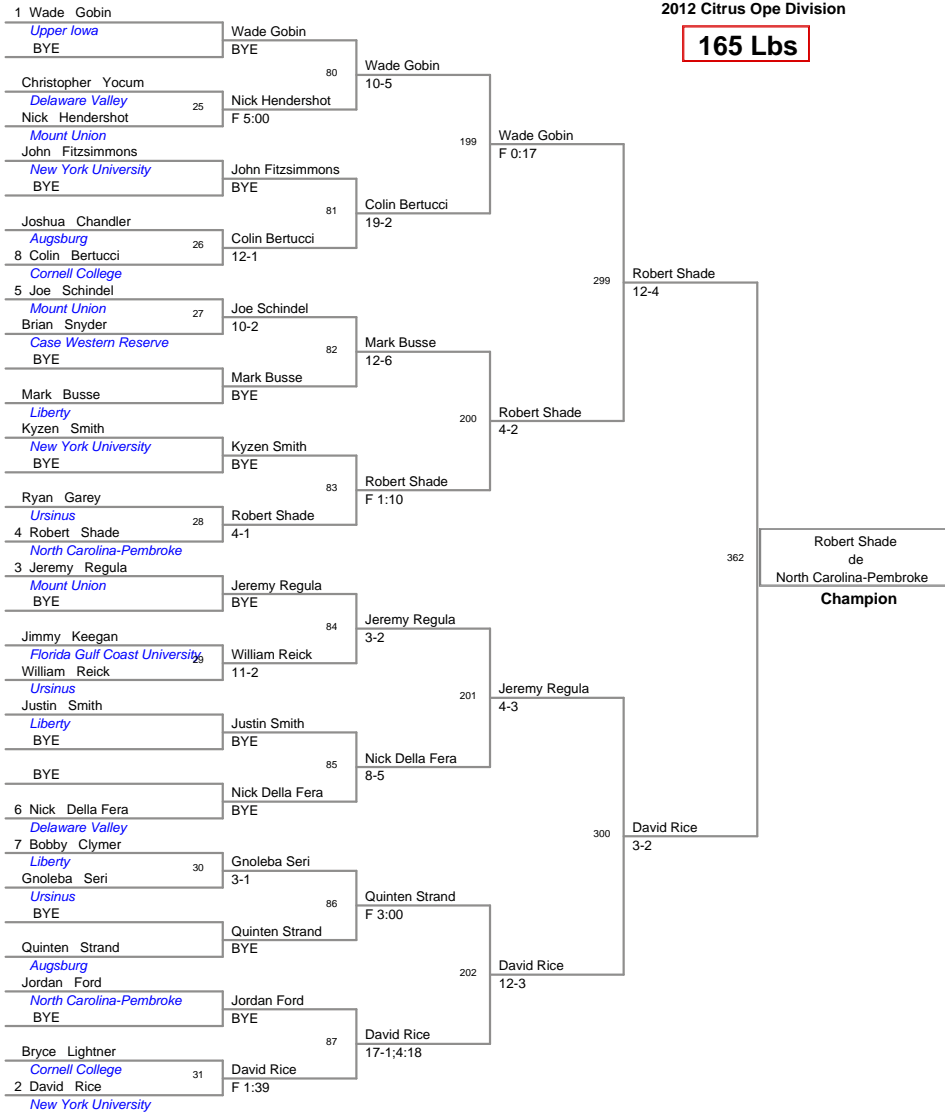 2012 Citrus Ope Division
165 Lbs
1 Wade Gobin
Upper Iowa
BYE
Christopher Yocum
Delaware Valley
25
Nick Hendershot
Mount Union
John Fitzsimmons
New York University
BYE
Joshua Chandler
Augsburg
26
8 Colin Bertucci
Cornell College
5 Joe Schindel
Mount Union
27
Brian Snyder
Case Western Reserve
BYE
Mark Busse
Liberty
Kyzen Smith
New York University
BYE
Ryan Garey
Ursinus
28
4 Robert Shade
North Carolina-Pembroke
3 Jeremy Regula
Mount Union
BYE
Jimmy Keegan
Florida Gulf Coast University
29
William Reick
Ursinus
Justin Smith
Liberty
BYE
BYE
6 Nick Della Fera
Delaware Valley
7 Bobby Clymer
Liberty
30
Gnoleba Seri
Ursinus
BYE
Quinten Strand
Augsburg
Jordan Ford
North Carolina-Pembroke
BYE
Bryce Lightner
Cornell College
31
2 David Rice
New York University
Wade Gobin
BYE
80
Nick Hendershot
F 5:00
John Fitzsimmons
BYE
81
Colin Bertucci
12-1
Joe Schindel
10-2
82
Mark Busse
BYE
Kyzen Smith
BYE
83
Robert Shade
4-1
Jeremy Regula
BYE
84
William Reick
11-2
Justin Smith
BYE
85
Nick Della Fera
BYE
Gnoleba Seri
3-1
86
Quinten Strand
BYE
Jordan Ford
BYE
87
David Rice
F 1:39
Wade Gobin
10-5
199
Colin Bertucci
19-2
Mark Busse
12-6
200
Robert Shade
F 1:10
Jeremy Regula
3-2
201
Nick Della Fera
8-5
Quinten Strand
F 3:00
202
David Rice
17-1;4:18
Wade Gobin
F 0:17
299
Robert Shade
4-2
Jeremy Regula
4-3
300
David Rice
12-3
Robert Shade
12-4
362
David Rice
3-2
Robert Shade
de
North Carolina-Pembroke
Champion